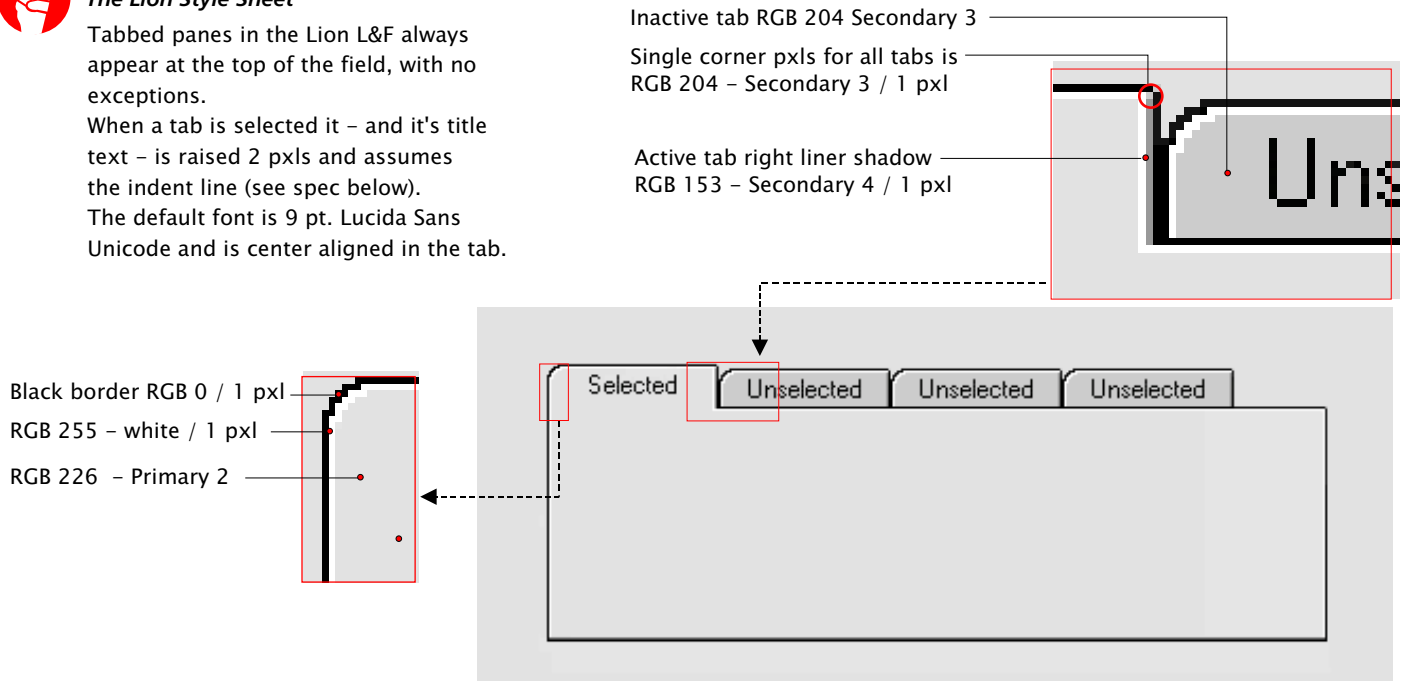 The Lion Style Sheet
Tabbed panes in the Lion L&F always
appear at the top of the field, with no
exceptions.
When a tab is selected it – and it's title
text – is raised 2 pxls and assumes
the indent line (see spec below).
The default font is 9 pt. Lucida Sans
Unicode and is center aligned in the tab.
Inactive tab RGB 204 Secondary 3
Single corner pxls for all tabs is
RGB 204 – Secondary 3 / 1 pxl
Active tab right liner shadow
RGB 153 – Secondary 4 / 1 pxl
Uns
Black border RGB 0 / 1 pxl
RGB 255 – white / 1 pxl
RGB 226 – Primary 2
Selected Unselected Unselected Unselected